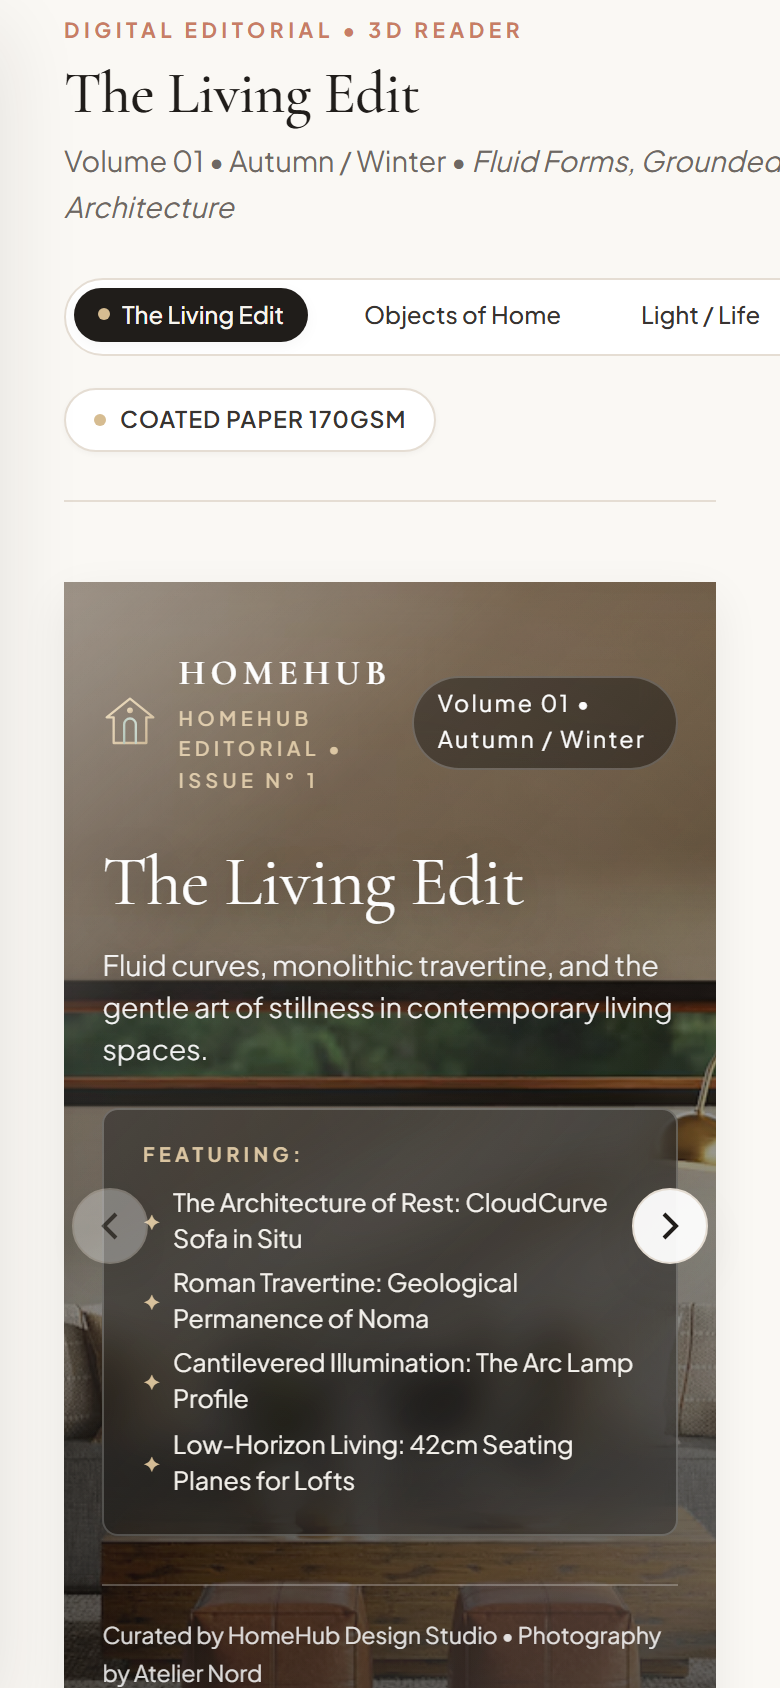 DIGITAL EDITORIAL • 3D READER
The Living Edit
Volume 01 • Autumn / Winter • Fluid Forms, Grounded
Architecture
The Living Edit
Objects of Home
Light / Life
COATED PAPER 170GSM
HOMEHUB
HOMEHUB
EDITORIAL •
ISSUE N° 1
Volume 01 •
Autumn / Winter
The Living Edit
Fluid curves, monolithic travertine, and the
gentle art of stillness in contemporary living
spaces.
FEATURING:
✦ The Architecture of Rest: CloudCurve
Sofa in Situ
✦ Roman Travertine: Geological
Permanence of Noma
✦ Cantilevered Illumination: The Arc Lamp
Profile
✦ Low-Horizon Living: 42cm Seating
Planes for Lofts
Curated by HomeHub Design Studio • Photography
by Atelier Nord